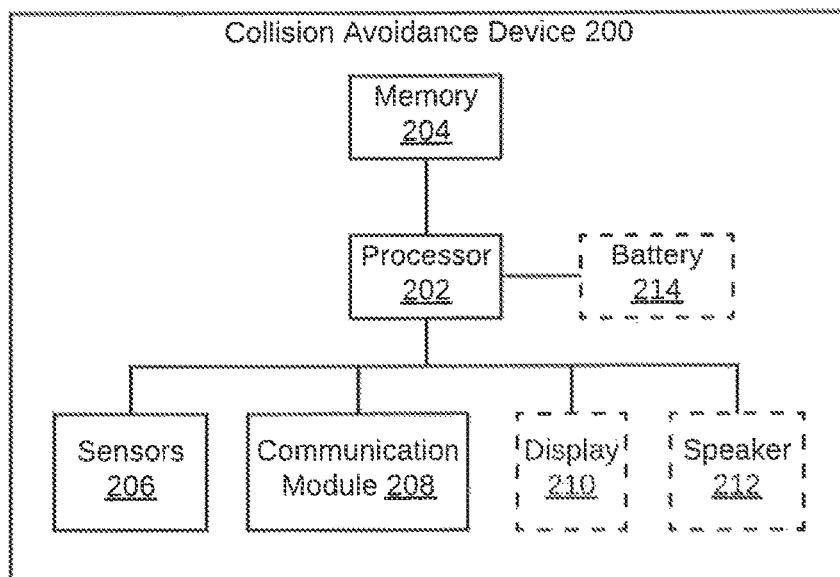 Collision Avoidance Device 200
Memory
204
Processor
202
Battery
214
Sensors
206
Communication
Module 208
Display
210
Speaker
212